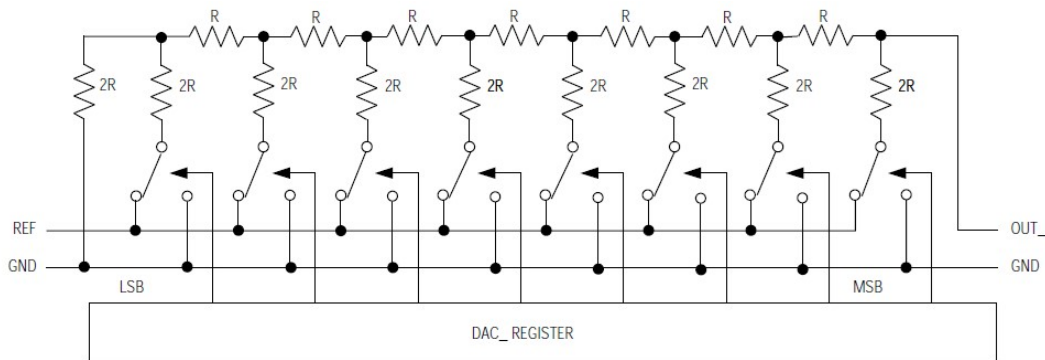 R R R R R R R
2R 2R 2R 2R 2R 2R 2R 2R 2R
REF OUT_
GND GND
LSB MSB
DAC_ REGISTER